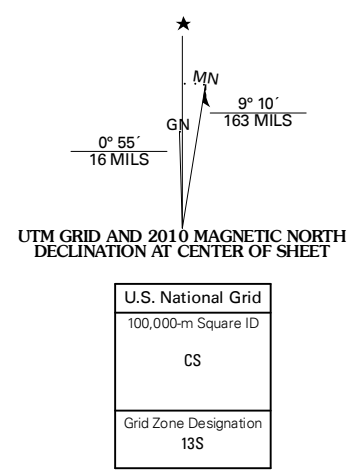 MN
9° 10´
163 MILS
GN
0° 55´
16 MILS
UTM GRID AND 2010 MAGNETIC NORTH
DECLINATION AT CENTER OF SHEET
U.S. National Grid
100,000-m Square ID
CS
Grid Zone Designation
13S